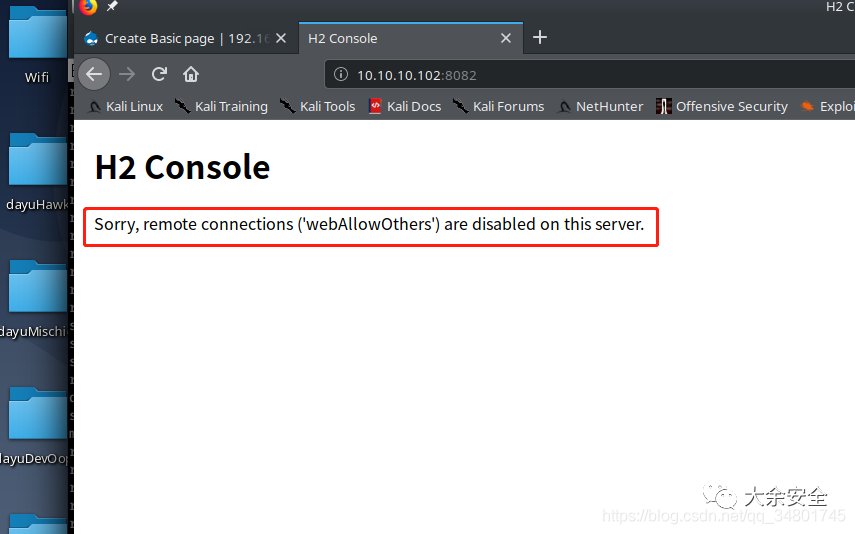 H2 C
Create Basic page | 192.16
H2 Console
10.10.10.102:8082
Kali Linux
Kali Training
Kali Tools
Kali Docs
Kali Forums
NetHunter
Offensive Security
Exploi
Wifi
dayuHawk
dayuMischi
dayuDevOop
H2 Console
Sorry, remote connections ('webAllowOthers') are disabled on this server.
大余安全
https://blog.csdn.net/qq_34801745